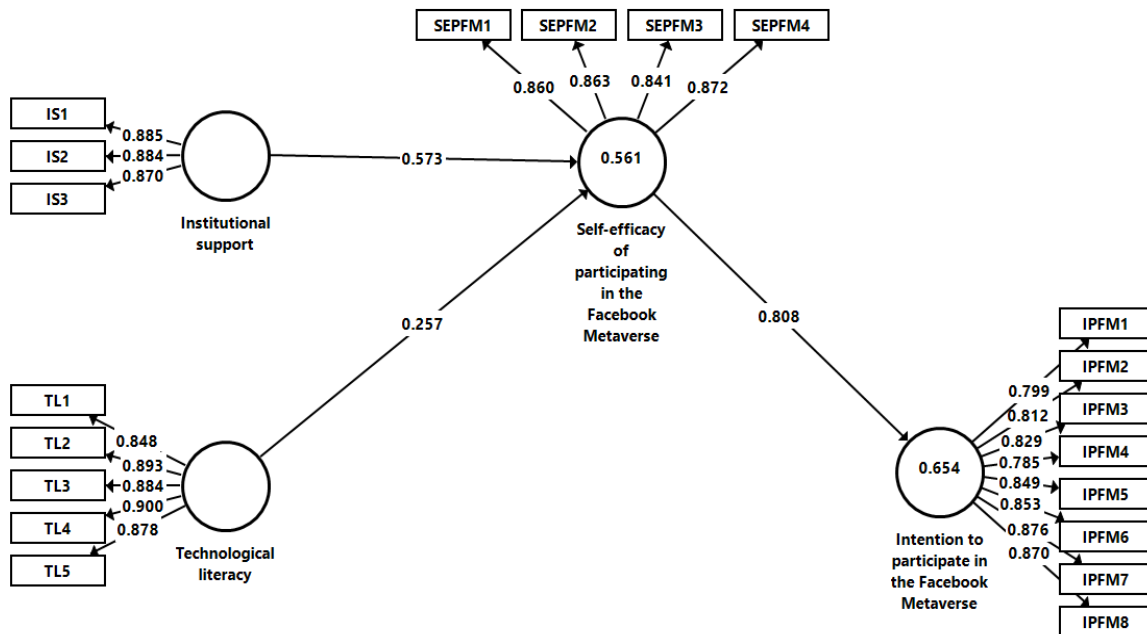 SEPFM1
SEPFM2
SEPFM3
SEPFM4
0.860
0.863
0.841
0.872
IS1
IS2
IS3
0.885
0.884
0.870
Institutional
support
0.573
0.561
Self-efficacy
of
participating
in the
Facebook
Metaverse
0.257
0.808
TL1
TL2
TL3
TL4
TL5
0.848
0.893
0.884
0.900
0.878
Technological
literacy
0.654
Intention to
participate in
the Facebook
Metaverse
0.799
0.812
0.829
0.785
0.849
0.853
0.876
0.870
IPFM1
IPFM2
IPFM3
IPFM4
IPFM5
IPFM6
IPFM7
IPFM8